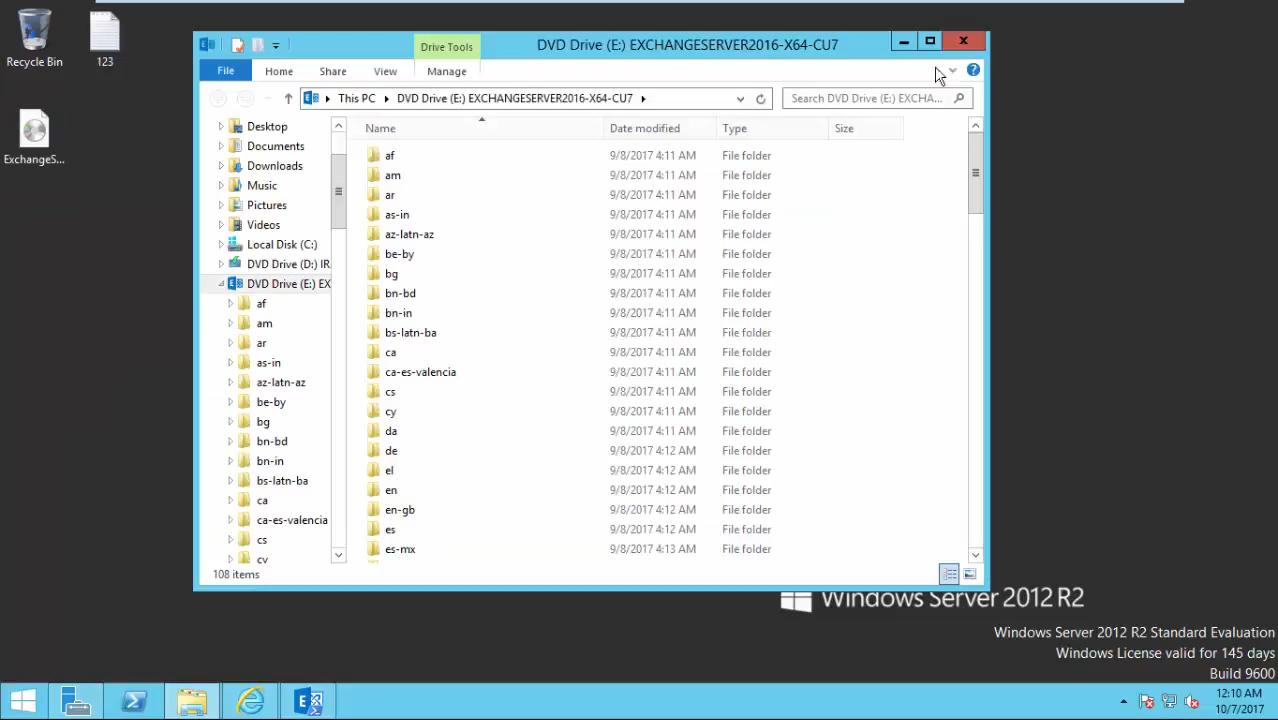 Recycle Bin
123
ExchangeS...
Drive Tools
DVD Drive (E:) EXCHANGESERVER2016-X64-CU7
File
Home
Share
View
Manage
This PC
DVD Drive (E:) EXCHANGESERVER2016-X64-CU7
Search DVD Drive (E:) EXCHA...
Desktop
Documents
Downloads
Music
Pictures
Videos
Local Disk (C:)
DVD Drive (D:) IR
DVD Drive (E:) EX
af
am
ar
as-in
az-latn-az
be-by
bg
bn-bd
bn-in
bs-latn-ba
ca
ca-es-valencia
cs
cy
Name Date modified Type Size
af 9/8/2017 4:11 AM File folder
am 9/8/2017 4:11 AM File folder
ar 9/8/2017 4:11 AM File folder
as-in 9/8/2017 4:11 AM File folder
az-latn-az 9/8/2017 4:11 AM File folder
be-by 9/8/2017 4:11 AM File folder
bg 9/8/2017 4:11 AM File folder
bn-bd 9/8/2017 4:11 AM File folder
bn-in 9/8/2017 4:11 AM File folder
bs-latn-ba 9/8/2017 4:11 AM File folder
ca 9/8/2017 4:11 AM File folder
ca-es-valencia 9/8/2017 4:11 AM File folder
cs 9/8/2017 4:11 AM File folder
cy 9/8/2017 4:11 AM File folder
da 9/8/2017 4:11 AM File folder
de 9/8/2017 4:12 AM File folder
el 9/8/2017 4:12 AM File folder
en 9/8/2017 4:12 AM File folder
en-gb 9/8/2017 4:12 AM File folder
es 9/8/2017 4:12 AM File folder
es-mx 9/8/2017 4:13 AM File folder
108 items
Windows Server 2012 R2
Windows Server 2012 R2 Standard Evaluation
Windows License valid for 145 days
Build 9600
12:10 AM
10/7/2017